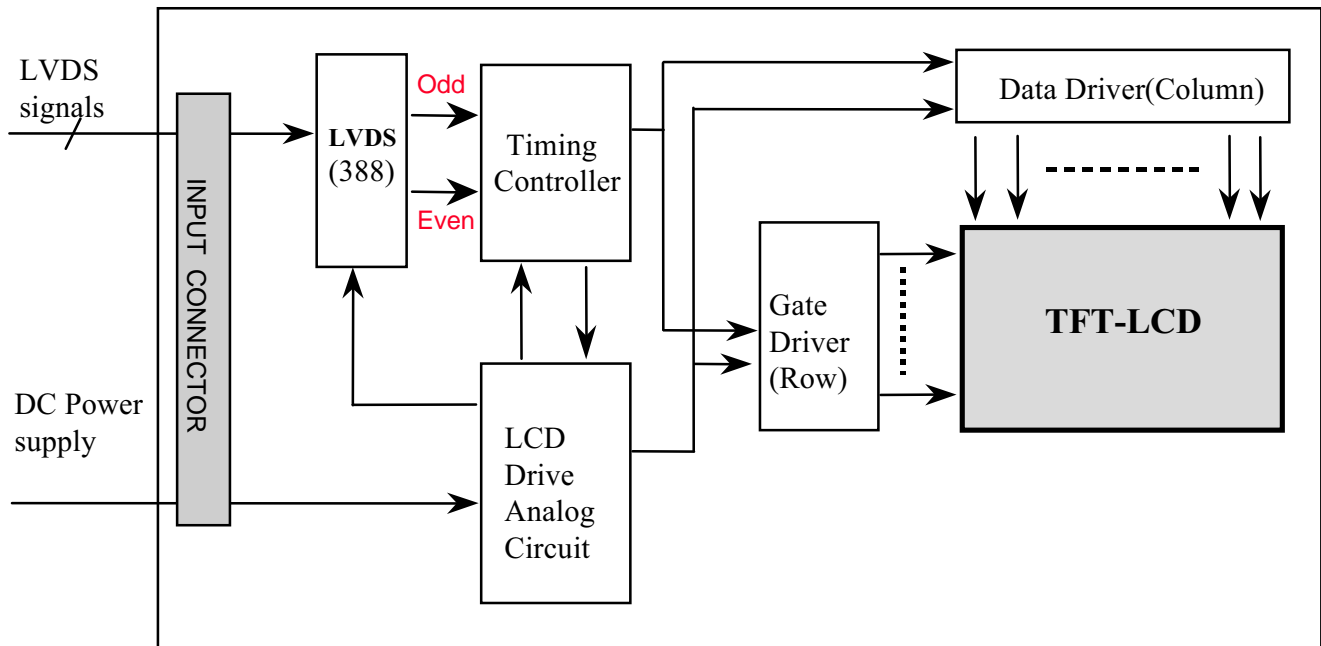 LVDS
signals
DC Power
supply
INPUT CONNECTOR
LVDS
(388)
Odd
Even
Timing
Controller
LCD
Drive
Analog
Circuit
Data Driver(Column)
Gate
Driver
(Row)
TFT-LCD